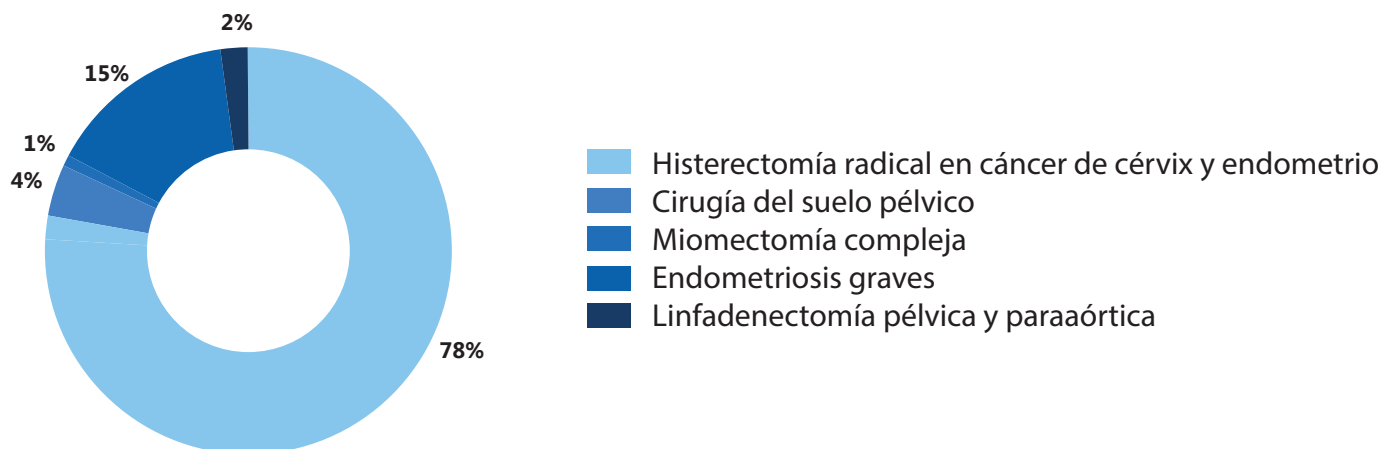 2%
15%
1%
4%
78%
Histerectomía radical en cáncer de cérvix y endometrio
Cirugía del suelo pélvico
Miomectomía compleja
Endometriosis graves
Linfadenectomía pélvica y paraaórtica